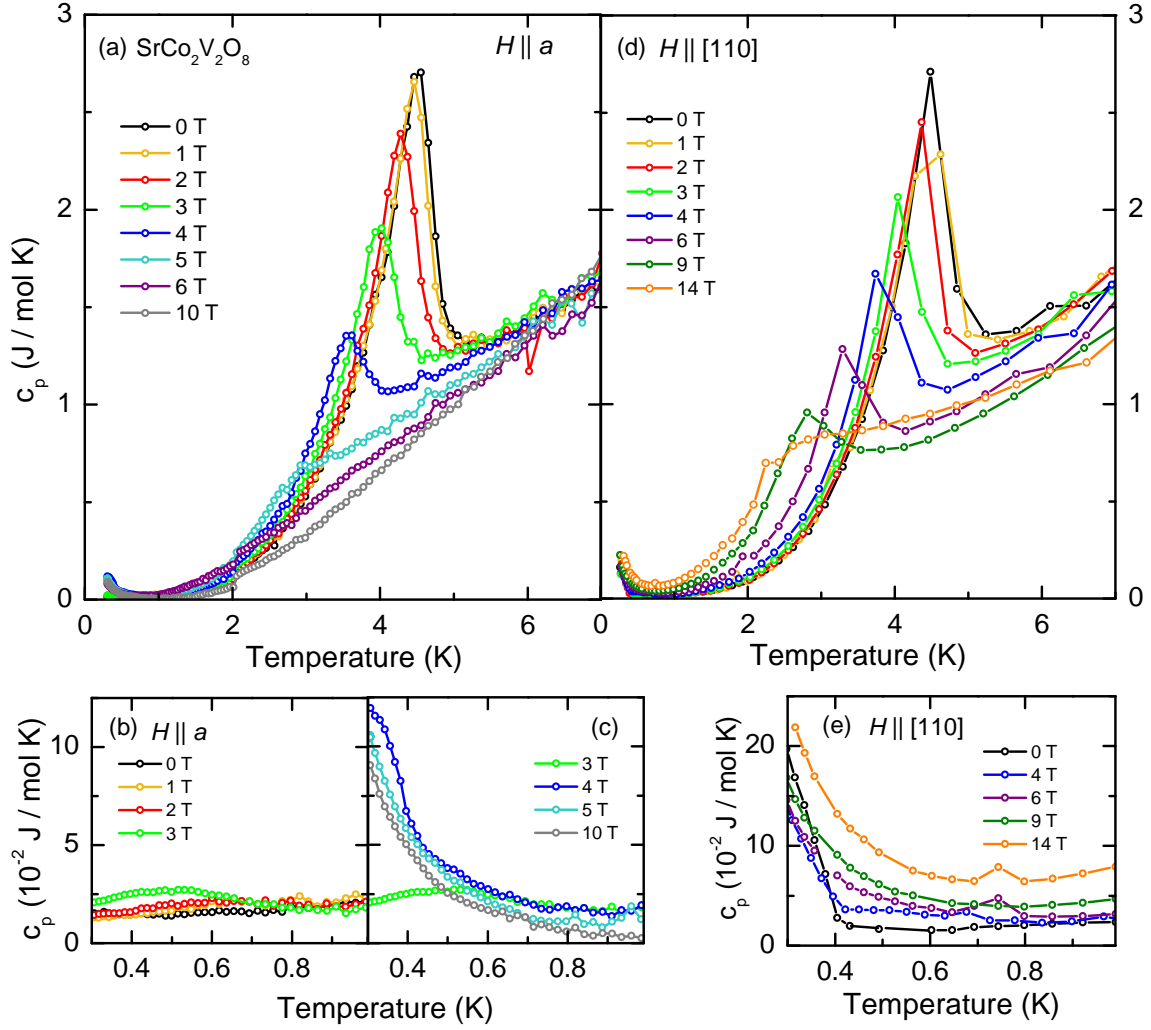 (a) SrCo₂V₂O₈ H || a
0 T
1 T
2 T
3 T
4 T
5 T
6 T
10 T
3
2
1
0
c_p (J / mol K)
0 2 4 6
Temperature (K)
(d) H || [110]
0 T
1 T
2 T
3 T
4 T
6 T
9 T
14 T
3
2
1
0
0 2 4 6
Temperature (K)
(b) H || a
0 T
1 T
2 T
3 T
10
5
0
c_p (10⁻² J / mol K)
0.4 0.6 0.8
(c)
3 T
4 T
5 T
10 T
0.4 0.6 0.8
Temperature (K)
(e) H || [110]
0 T
4 T
6 T
9 T
14 T
20
10
0
c_p (10⁻² J / mol K)
0.4 0.6 0.8
Temperature (K)